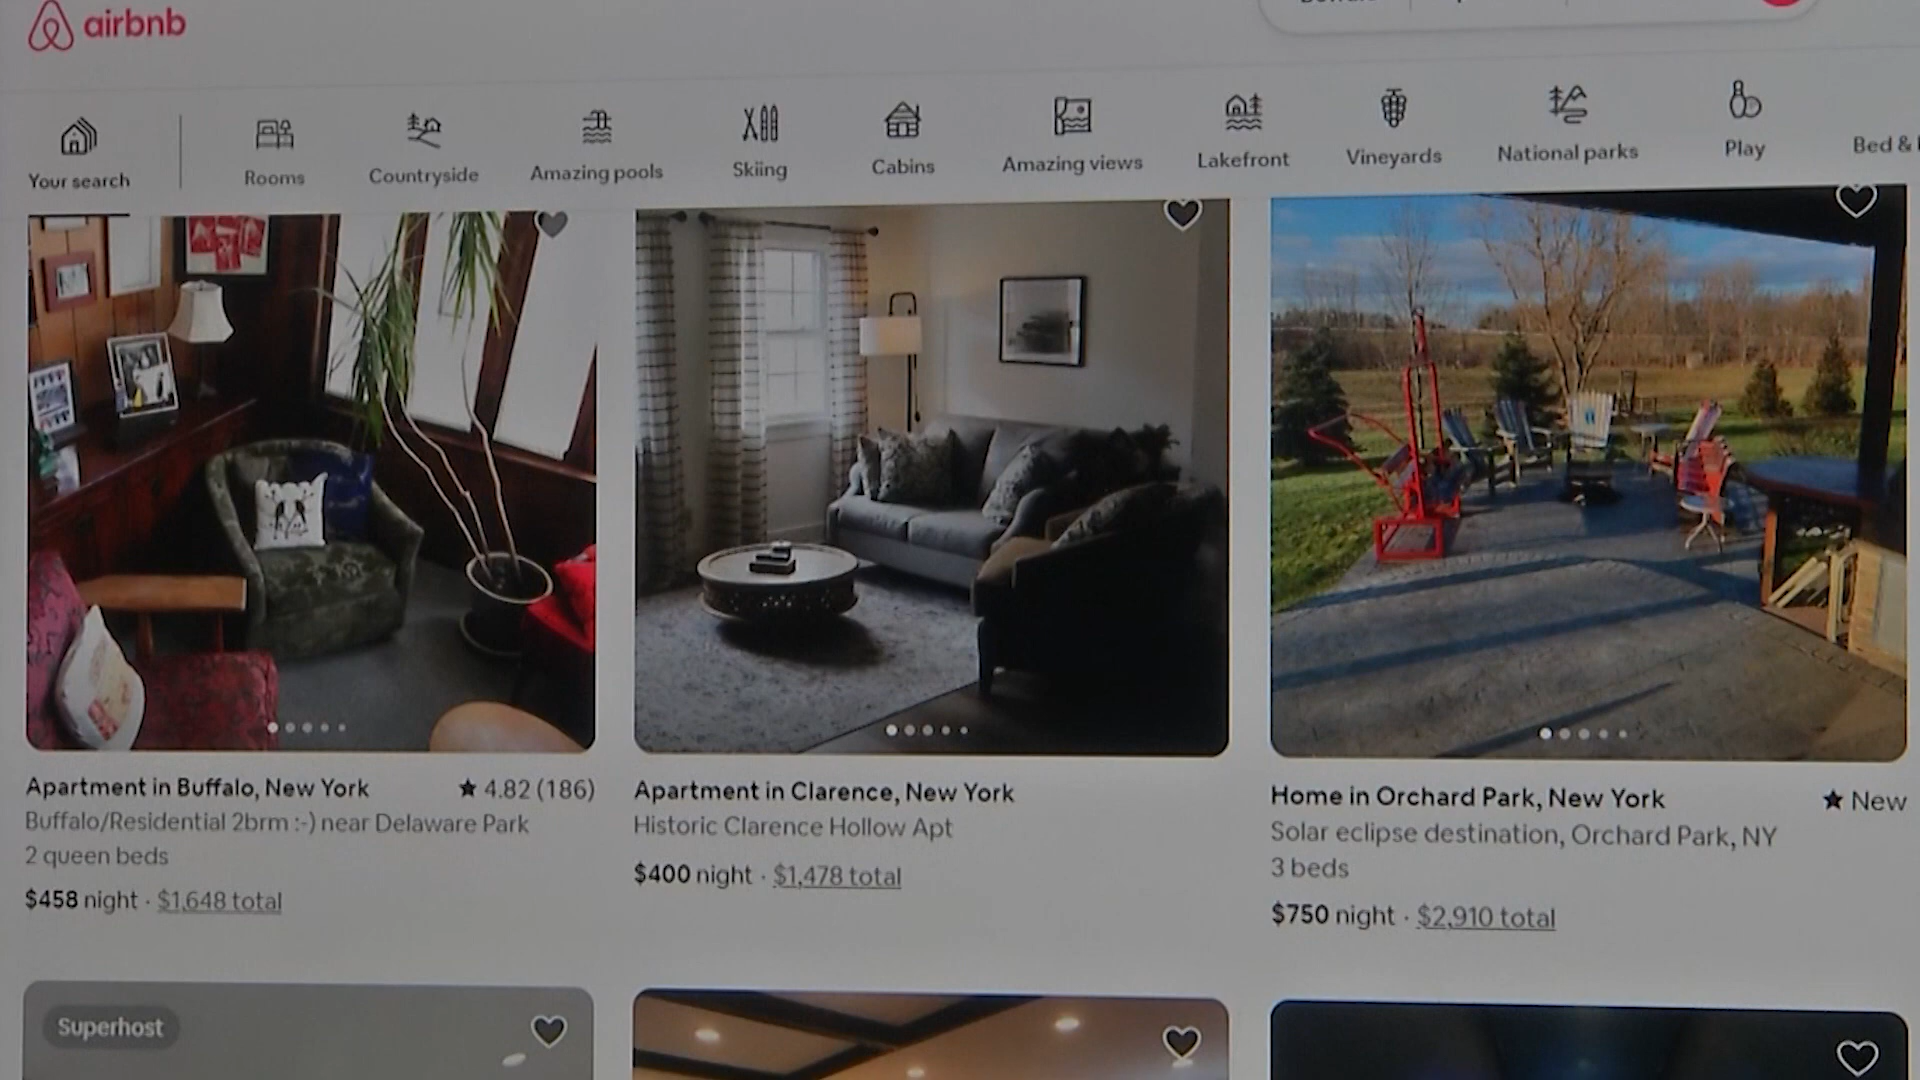 airbnb
Your search
Rooms
Countryside
Amazing pools
Skiing
Cabins
Amazing views
Lakefront
Vineyards
National parks
Play
Bed &
Apartment in Buffalo, New York ★ 4.82 (186)
Buffalo/Residential 2brm :-) near Delaware Park
2 queen beds
$458 night · $1,648 total
Apartment in Clarence, New York
Historic Clarence Hollow Apt
$400 night · $1,478 total
Home in Orchard Park, New York ★ New
Solar eclipse destination, Orchard Park, NY
3 beds
$750 night · $2,910 total
Superhost